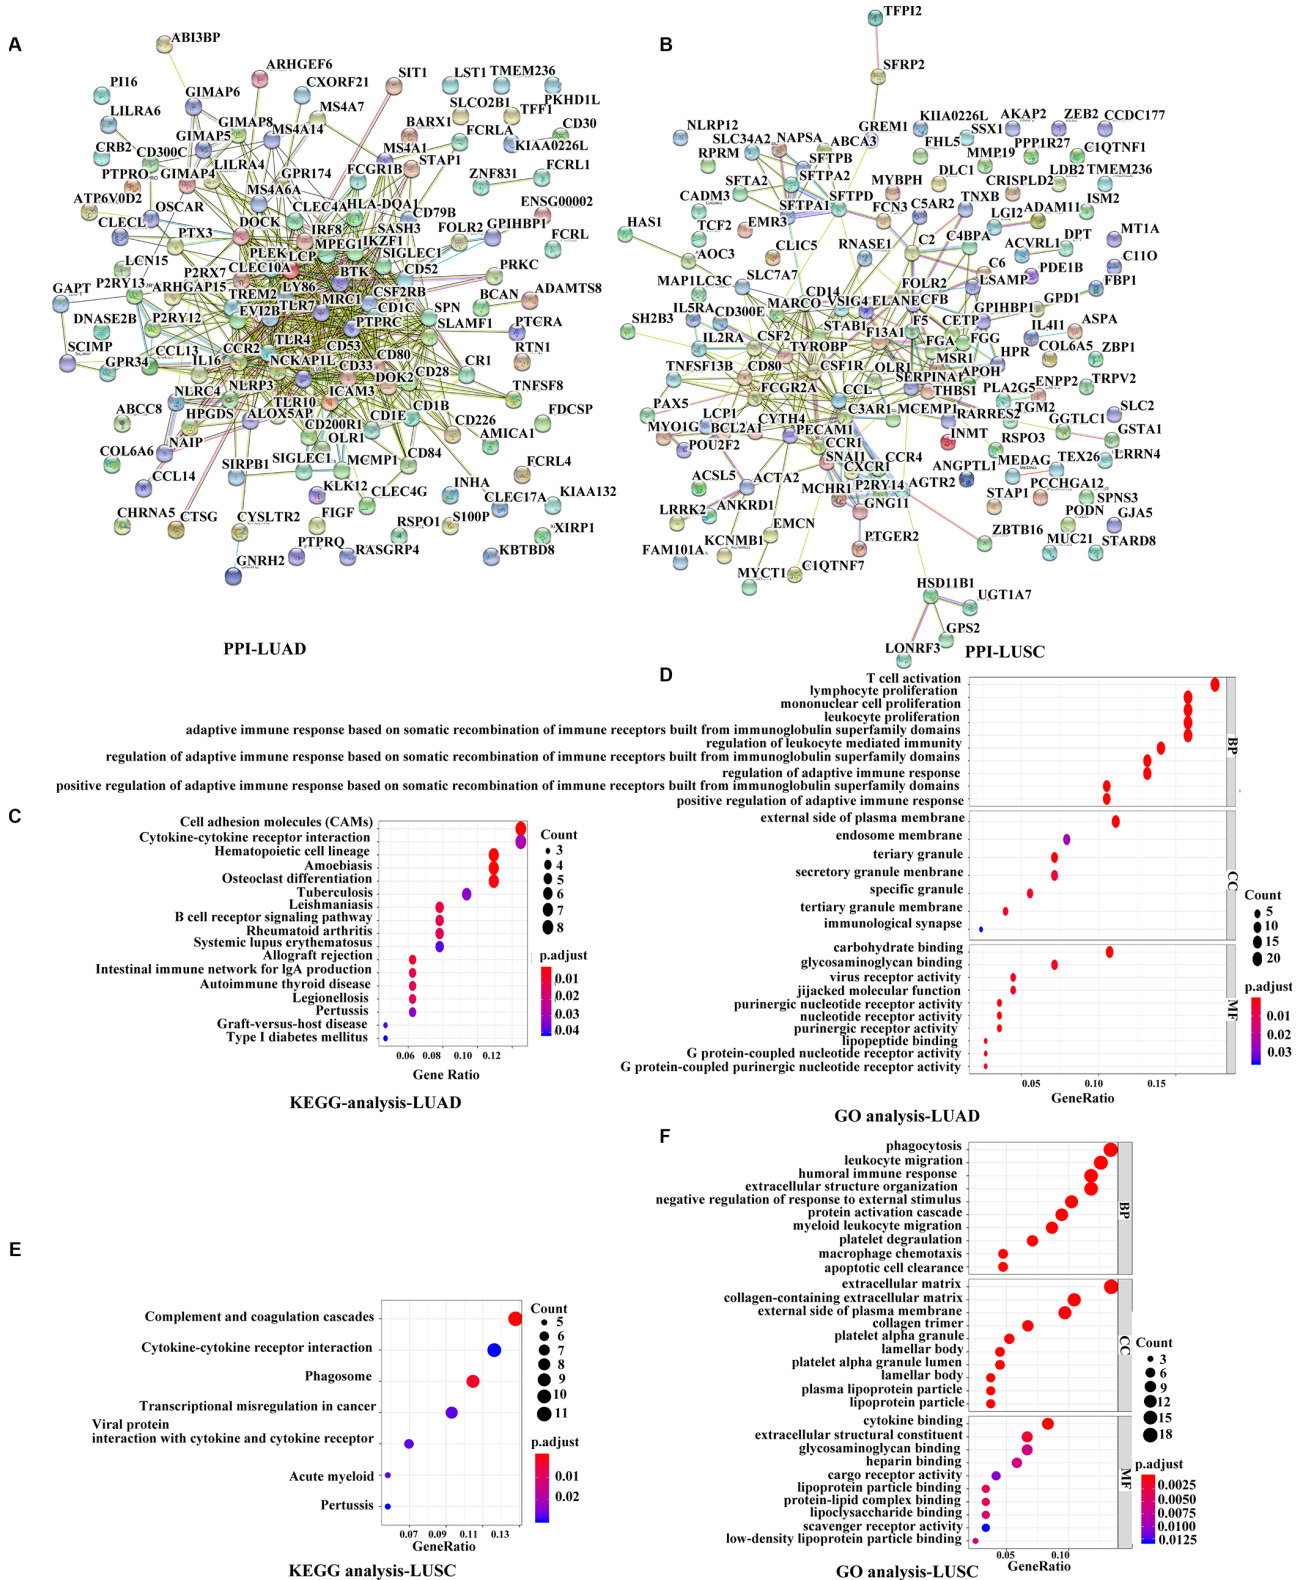 A
ABI3BP
ARHGEF6
PI16
GIMAP6
CXORF21
SIT1
LST1
TMEM236
PKHD1L
LILRA6
GIMAP8
MS4A7
SLCO2B1
TFF1
GIMAP5
MS4A14
BARX1
FCRLA
CD30
CRB2
CD300C
LILRA4
MS4A1
KIAA0226L
PTPRO
GIMAP4
GPR174
STAP1
FCGR1B
FCRL1
ZNF831
ATP6V0D2
OSCAR
MS4A6A
CLEC4A
HLA-DQA1
CD79B
ENSG00002
CLECL
PTX3
DOCK
IRF8
SASH3
FOLR2
GPIHBP1
MPEG1
IKZF1
FCRL
PLEK
LCP
SIGLEC1
LCN15
P2RX7
CLEC10A
BTK
CD52
PRKC
P2RY13
ARHGAP15
LY86
CSF2RB
GAPT
TREM2
MRC1
BCAN
ADAMTS8
TLR7
CD1C
SPN
DNASE2B
P2RY12
EVI2B
PTPRC
SLAMF1
PTCRA
SCIMP
CCL13
CCR2
TLR4
CD53
RTN1
GPR34
IL16
NCKAP1L
CD80
CR1
NLRP3
CD33
CD28
NLRC4
DOK2
TNFSF8
ABCC8
HPGDS
TLR10
ICAM3
CD1B
FDCSP
ALOX5AP
CD1E
CD226
NAIP
CD200R1
AMICA1
COL6A6
OLR1
CD84
SIRPB1
SIGLEC1
MCMP1
FCRL4
CCL14
KLK12
CLEC4G
INHA
CLEC17A
KIAA132
CHRNA5
CTSG
CYSLTR2
FIGF
RSPO1
S100P
XIRP1
PTPRQ
RASGRP4
KBTBD8
GNRH2
PPI-LUAD
B
TFPI2
SFRP2
GREM1
KIIA0226L
AKAP2
ZEB2
CCDC177
NLRP12
NAPSA
SSX1
SLC34A2
ABCA3
FHL5
PPP1R27
RPRM
SFTPB
MMP19
C1QTNF1
SFTPA2
DLC1
LDB2
TMEM236
SFTA2
SFTPD
MYBPH
CRISPLD2
CADM3
SFTPA1
FCN3
TNXB
ISM2
C5AR2
ADAM11
HAS1
TCF2
EMR3
LGI2
C2
C4BPA
DPT
MT1A
CLIC5
RNASE1
ACVRL1
AOC3
C6
PDE1B
C11O
SLC7A7
FOLR2
LSAMP
FBP1
MAP1LC3C
CD14
MARCO
VSIG4
ELANE
CFB
GPIHBP1
GPD1
IL5RA
CD300E
STAB1
F5
CETP
SH2B3
CSF2
F13A1
IL4I1
ASPA
IL2RA
TYROBP
FGA
FGG
COL6A5
ZBP1
CSF1R
MSR1
HPR
TNFSF13B
CD80
OLR1
APOH
ENPP2
FCGR2A
SERPINA1
PLA2G5
TRPV2
CCL
THBS1
PAX5
LCP1
C3AR1
MCEMP1
TGM2
SLC2
MYO1G
BCL2A1
CYTH4
RARRES2
GGTLC1
PECAM1
GSTA1
POU2F2
CCR1
INMT
RSPO3
SNAI1
CCR4
MEDAG
TEX26
LRRN4
ACSL5
CXCR1
ANGPTL1
ACTA2
P2RY14
AGTR2
PCCHGA12
MCHR1
STAP1
SPNS3
LRRK2
ANKRD1
GNG11
PODN
EMCN
ZBTB16
GJA5
KCNMB1
PTGER2
MUC21
STARD8
FAM101A
MYCT1
C1QTNF7
HSD11B1
UGT1A7
GPS2
LONRF3
PPI-LUSC
C
Cell adhesion molecules (CAMs)
Cytokine-cytokine receptor interaction
Hematopoietic cell lineage
Amoebiasis
Osteoclast differentiation
Tuberculosis
Leishmaniasis
B cell receptor signaling pathway
Rheumatoid arthritis
Systemic lupus erythematosus
Allograft rejection
Intestinal immune network for lgA production
Autoimmune thyroid disease
Legionellosis
Pertussis
Graft-versus-host disease
Type I diabetes mellitus
0.06 0.08 0.10 0.12
Gene Ratio
Count
3
4
5
6
7
8
p.adjust
0.01
0.02
0.03
0.04
KEGG-analysis-LUAD
D
T cell activation
lymphocyte proliferation
mononuclear cell proliferation
leukocyte proliferation
adaptive immune response based on somatic recombination of immune receptors built from immunoglobulin superfamily domains
regulation of leukocyte mediated immunity
regulation of adaptive immune response based on somatic recombination of immune receptors built from immunoglobulin superfamily domains
regulation of adaptive immune response
positive regulation of adaptive immune response based on somatic recombination of immune receptors built from immunoglobulin superfamily domains
positive regulation of adaptive immune response
BP
external side of plasma membrane
endosome membrane
teriary granule
secretory granule menbrane
specific granule
tertiary granule membrane
immunological synapse
CC
carbohydrate binding
glycosaminoglycan binding
virus receptor activity
jijacked molecular function
purinergic nucleotide receptor activity
nucleotide receptor activity
purinergic receptor activity
lipopeptide binding
G protein-coupled nucleotide receptor activity
G protein-coupled purinergic nucleotide receptor activity
MF
0.05 0.10 0.15
GeneRatio
Count
5
10
15
20
p.adjust
0.01
0.02
0.03
GO analysis-LUAD
E
Complement and coagulation cascades
Cytokine-cytokine receptor interaction
Phagosome
Transcriptional misregulation in cancer
Viral protein
interaction with cytokine and cytokine receptor
Acute myeloid
Pertussis
0.07 0.09 0.11 0.13
GeneRatio
Count
5
6
7
8
9
10
11
p.adjust
0.01
0.02
KEGG analysis-LUSC
F
phagocytosis
leukocyte migration
humoral immune response
extracellular structure organization
negative regulation of response to external stimulus
protein activation cascade
myeloid leukocyte migration
platelet degraulation
macrophage chemotaxis
apoptotic cell clearance
BP
extracellular matrix
collagen-containing extracellular matrix
external side of plasma membrane
collagen trimer
platelet alpha granule
lamellar body
platelet alpha granule lumen
lamellar body
plasma lipoprotein particle
lipoprotein particle
CC
cytokine binding
extracellular structural constituent
glycosaminoglycan binding
heparin binding
cargo receptor activity
lipoprotein particle binding
protein-lipid complex binding
lipoclysaccharide binding
scavenger receptor activity
low-density lipoprotein particle binding
MF
0.05 0.10
GeneRatio
Count
3
6
9
12
15
18
p.adjust
0.0025
0.0050
0.0075
0.0100
0.0125
GO analysis-LUSC